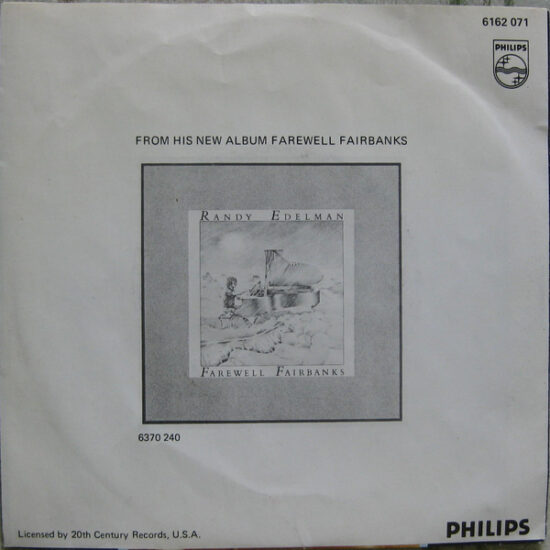 6162 071
PHILIPS
FROM HIS NEW ALBUM FAREWELL FAIRBANKS
RANDY EDELMAN
FAREWELL FAIRBANKS
6370 240
Licensed by 20th Century Records, U.S.A.
PHILIPS